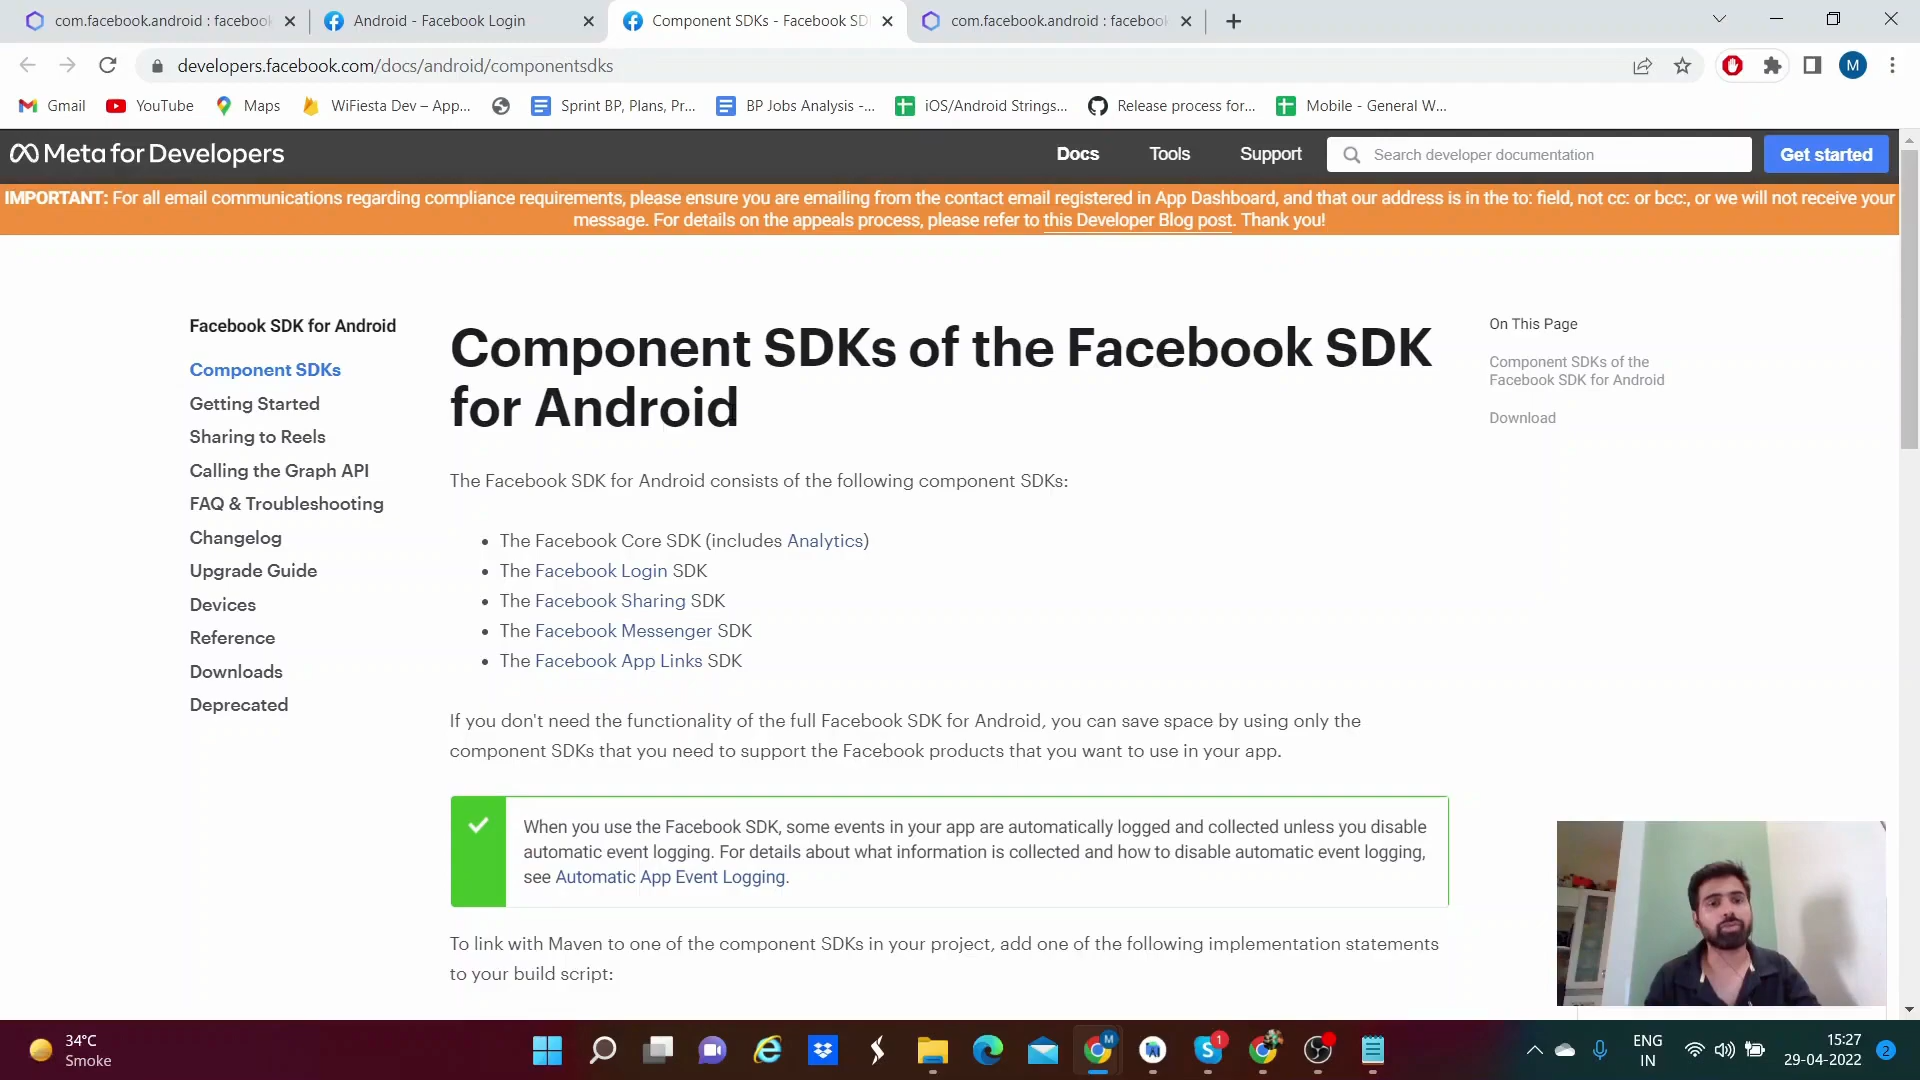 com.facebook.android : facebook
Android - Facebook Login
Component SDKs - Facebook SD
com.facebook.android : facebook
developers.facebook.com/docs/android/componentsdks
M
Gmail
YouTube
Maps
WiFiesta Dev – App...
Sprint BP, Plans, Pr...
BP Jobs Analysis -...
iOS/Android Strings...
Release process for...
Mobile - General W...
Meta for Developers
Docs
Tools
Support
Search developer documentation
Get started
IMPORTANT: For all email communications regarding compliance requirements, please ensure you are emailing from the contact email registered in App Dashboard, and that our address is in the to: field, not cc: or bcc:, or we will not receive your
message. For details on the appeals process, please refer to this Developer Blog post. Thank you!
Facebook SDK for Android
Component SDKs
Getting Started
Sharing to Reels
Calling the Graph API
FAQ & Troubleshooting
Changelog
Upgrade Guide
Devices
Reference
Downloads
Deprecated
Component SDKs of the Facebook SDK
for Android
The Facebook SDK for Android consists of the following component SDKs:
• The Facebook Core SDK (includes Analytics)
• The Facebook Login SDK
• The Facebook Sharing SDK
• The Facebook Messenger SDK
• The Facebook App Links SDK
If you don't need the functionality of the full Facebook SDK for Android, you can save space by using only the
component SDKs that you need to support the Facebook products that you want to use in your app.
When you use the Facebook SDK, some events in your app are automatically logged and collected unless you disable
automatic event logging. For details about what information is collected and how to disable automatic event logging,
see Automatic App Event Logging.
To link with Maven to one of the component SDKs in your project, add one of the following implementation statements
to your build script:
On This Page
Component SDKs of the
Facebook SDK for Android
Download
34°C
Smoke
M
1
ENG
IN
15:27
29-04-2022
2